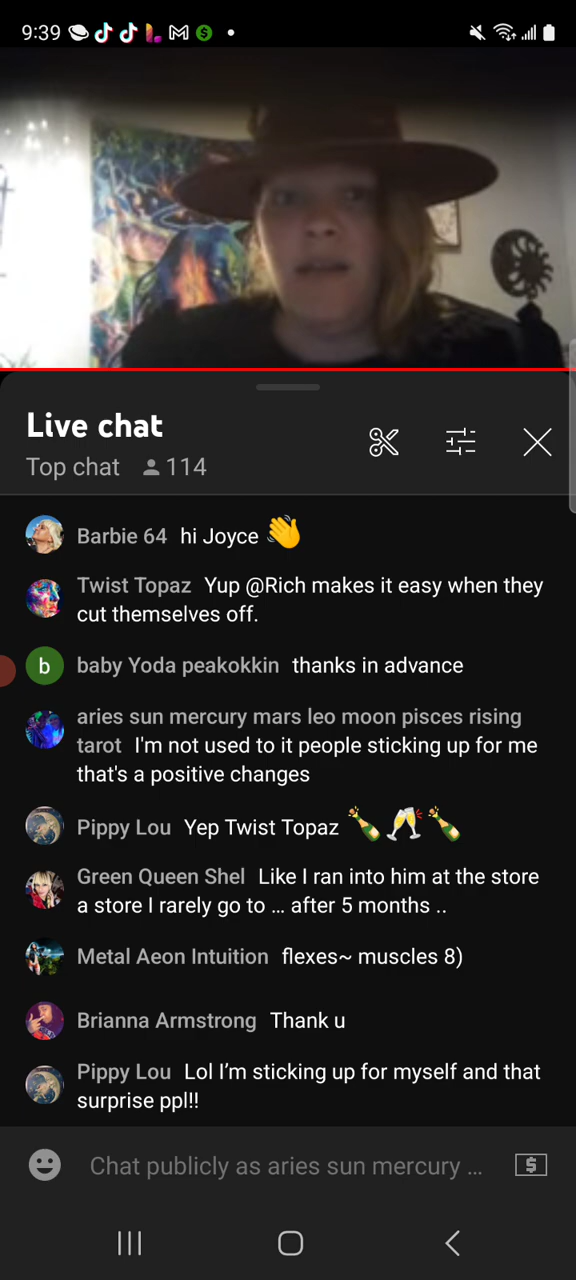 9:39
Live chat
Top chat 114
Barbie 64 hi Joyce 👋
Twist Topaz Yup @Rich makes it easy when they
cut themselves off.
b baby Yoda peakokkin thanks in advance
aries sun mercury mars leo moon pisces rising
tarot I'm not used to it people sticking up for me
that's a positive changes
Pippy Lou Yep Twist Topaz 🍾🥂🍾
Green Queen Shel Like I ran into him at the store
a store I rarely go to ... after 5 months ..
Metal Aeon Intuition flexes~ muscles 8)
Brianna Armstrong Thank u
Pippy Lou Lol I’m sticking up for myself and that
surprise ppl!!
Chat publicly as aries sun mercury ...